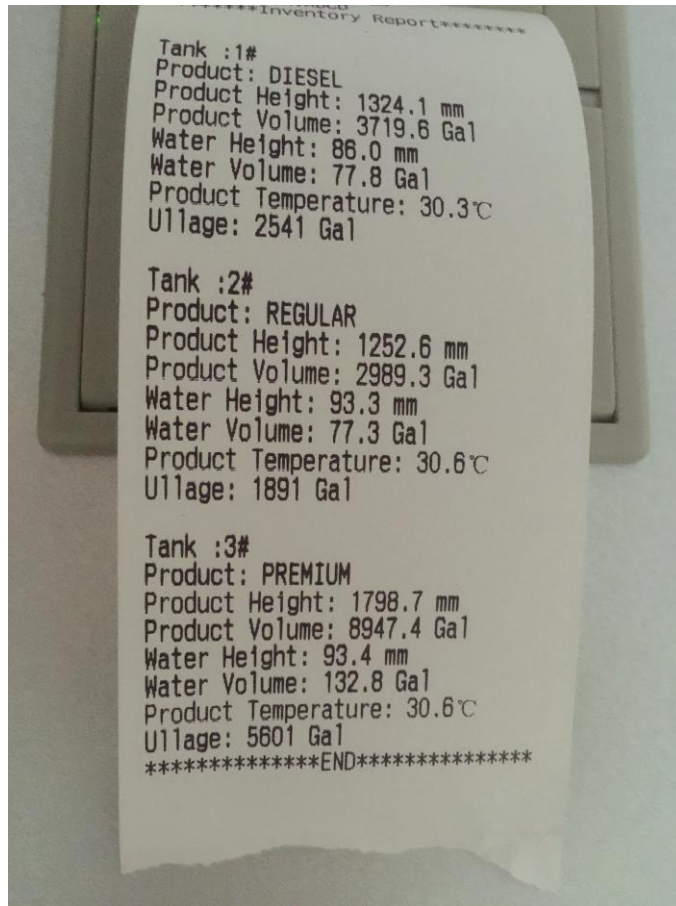 *******Inventory Report********
Tank :1#
Product: DIESEL
Product Height: 1324.1 mm
Product Volume: 3719.6 Gal
Water Height: 86.0 mm
Water Volume: 77.8 Gal
Product Temperature: 30.3℃
Ullage: 2541 Gal
Tank :2#
Product: REGULAR
Product Height: 1252.6 mm
Product Volume: 2989.3 Gal
Water Height: 93.3 mm
Water Volume: 77.3 Gal
Product Temperature: 30.6℃
Ullage: 1891 Gal
Tank :3#
Product: PREMIUM
Product Height: 1798.7 mm
Product Volume: 8947.4 Gal
Water Height: 93.4 mm
Water Volume: 132.8 Gal
Product Temperature: 30.6℃
Ullage: 5601 Gal
**************END***************